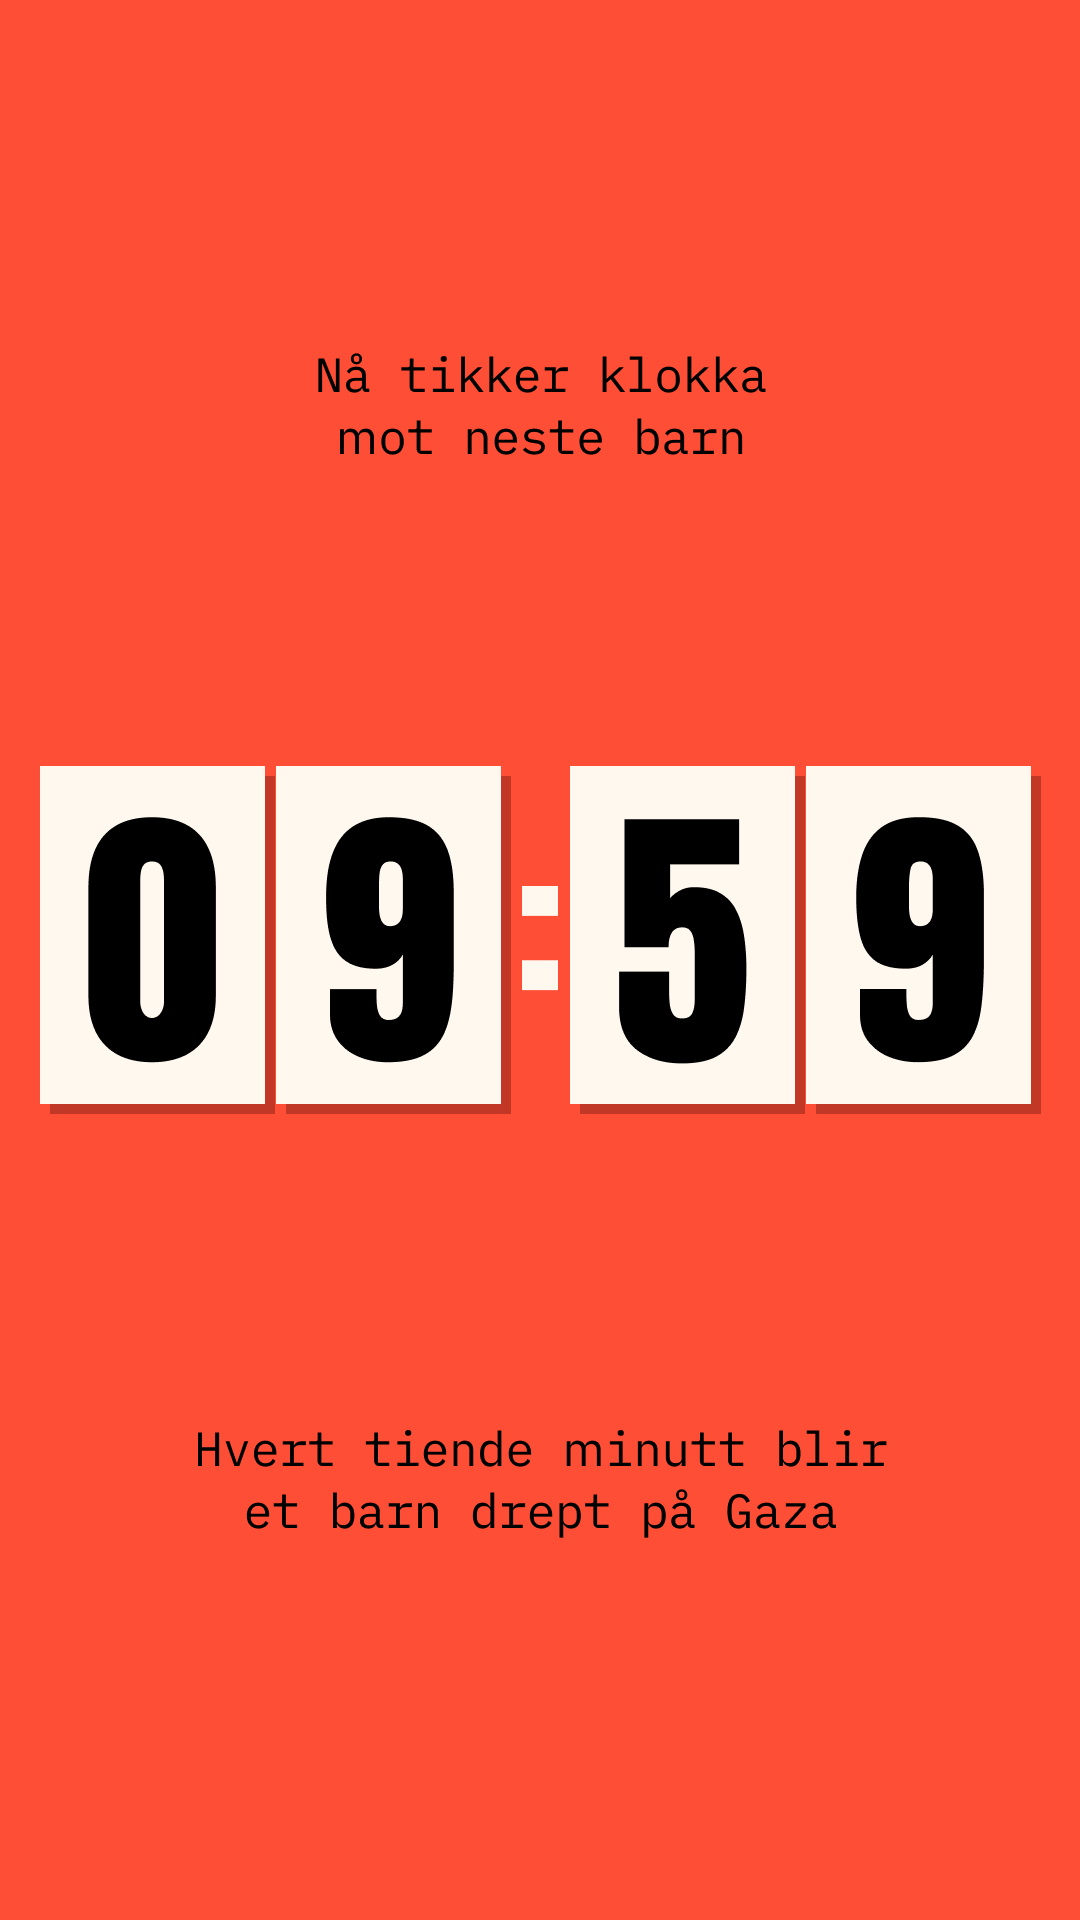 Nå tikker klokka
mot neste barn
09:59
Hvert tiende minutt blir
et barn drept på Gaza